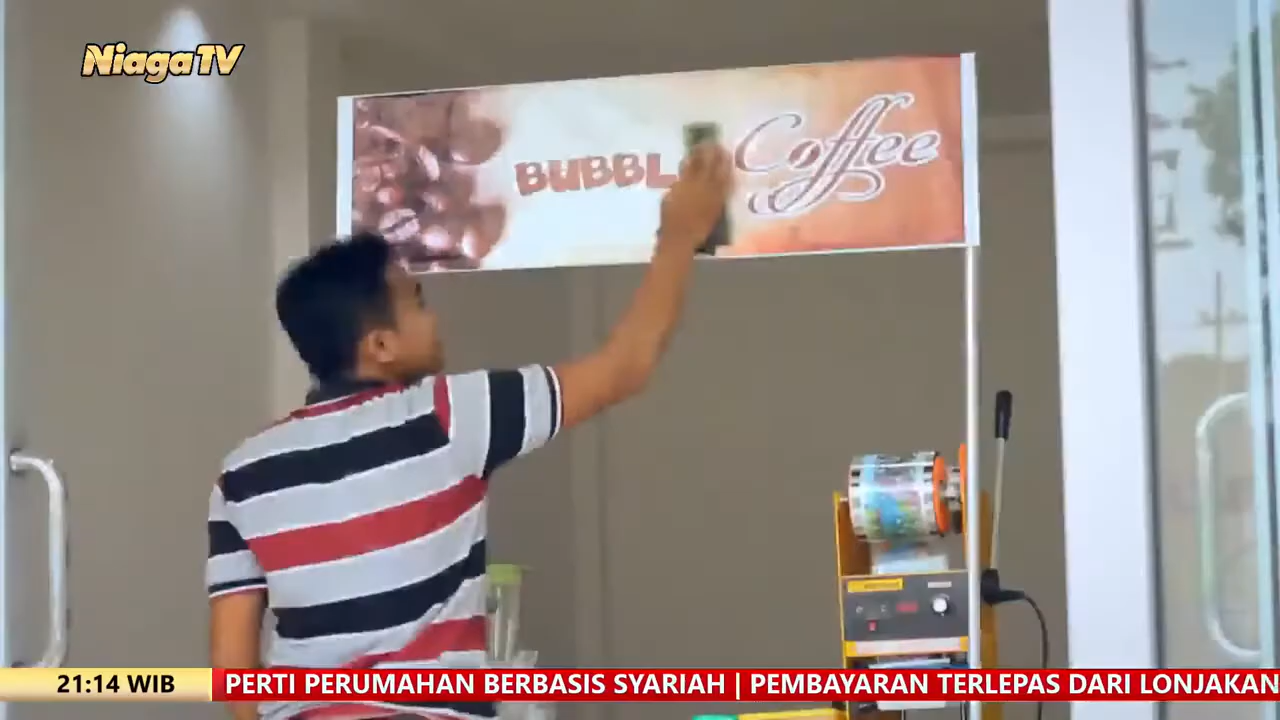 NiagaTV
BUBBL
Coffee
21:14 WIB
PERTI PERUMAHAN BERBASIS SYARIAH | PEMBAYARAN TERLEPAS DARI LONJAKAN